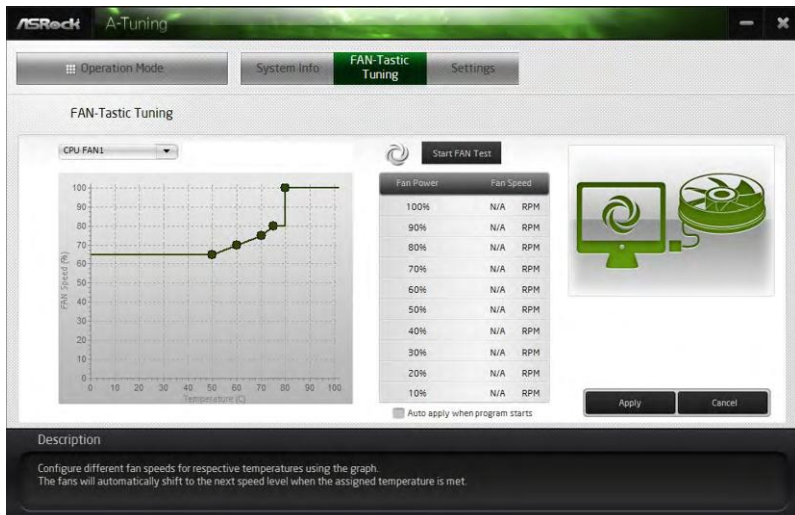 ASRock A-Tuning
Operation Mode
System Info
FAN-Tastic Tuning
Settings
FAN-Tastic Tuning
CPU FAN1
Start FAN Test
FAN Speed (%)
100
90
80
70
60
50
40
30
20
10
0
0 10 20 30 40 50 60 70 80 90 100
Temperature (C)
Fan Power Fan Speed
100% N/A RPM
90% N/A RPM
80% N/A RPM
70% N/A RPM
60% N/A RPM
50% N/A RPM
40% N/A RPM
30% N/A RPM
20% N/A RPM
10% N/A RPM
Auto apply when program starts
Apply
Cancel
Description
Configure different fan speeds for respective temperatures using the graph.
The fans will automatically shift to the next speed level when the assigned temperature is met.